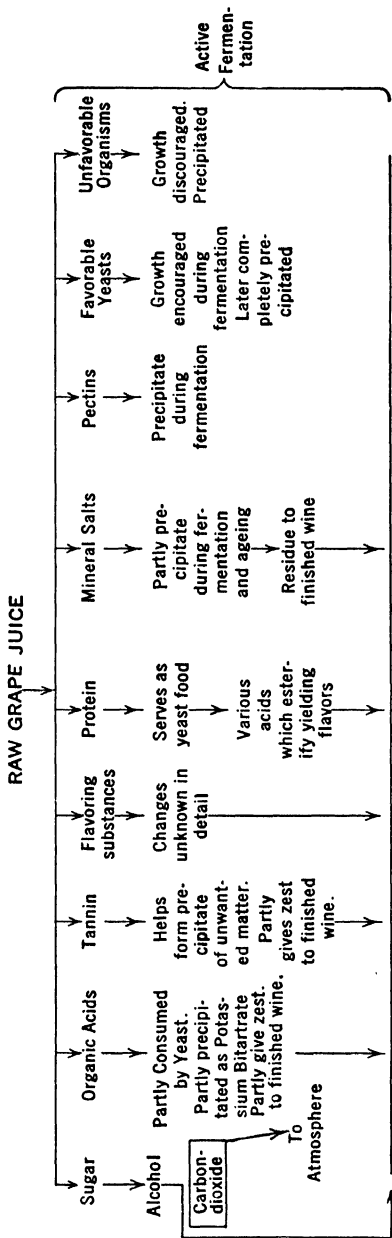 RAW GRAPE JUICE
Sugar
Alcohol
Carbon-
dioxide
To
Atmosphere
Organic Acids
Partly Consumed
by Yeast.
Partly precipi-
tated as Potas-
sium Bitartrate
Partly give zest.
to finished wine.
Tannin
Helps
form pre-
cipitate
of unwant-
ed matter.
Partly
gives zest
to finished
wine.
Flavoring
substances
Changes
unknown in
detail
Protein
Serves as
yeast food
Various
acids
which ester-
ify yielding
flavors
Mineral Salts
Partly pre-
cipitate
during fer-
mentation
and ageing
Residue to
finished wine
Pectins
Precipitate
during
fermentation
Favorable
Yeasts
Growth
encouraged
during
fermentation
Later com-
pletely pre-
cipitated
Unfavorable
Organisms
Growth
discouraged.
Precipitated
Active
Fermen-
tation